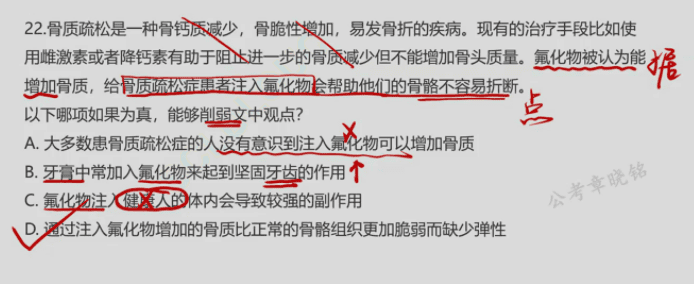 22.骨质疏松是一种骨钙质减少，骨脆性增加，易发骨折的疾病。现有的治疗手段比如使
用雌激素或者降钙素有助于阻止进一步的骨质减少但不能增加骨头质量。氟化物被认为能
增加骨质，给骨质疏松症患者注入氟化物会帮助他们的骨骼不容易折断。
据
点
以下哪项如果为真，能够削弱文中观点？
A. 大多数患骨质疏松症的人没有意识到注入氟化物可以增加骨质
B. 牙膏中常加入氟化物来起到坚固牙齿的作用
C. 氟化物注入健康人的体内会导致较强的副作用
D. 通过注入氟化物增加的骨质比正常的骨骼组织更加脆弱而缺少弹性
公考章晓铭